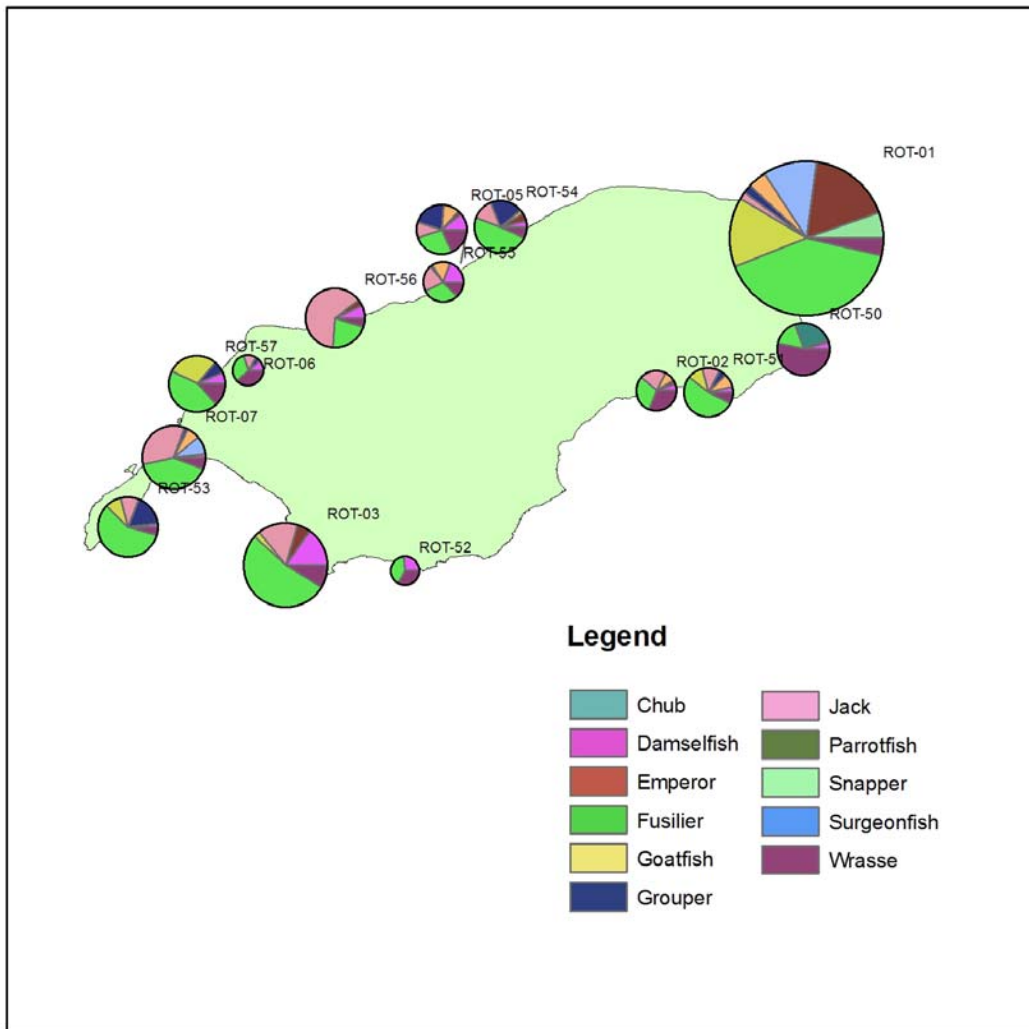 ROT-01
ROT-05
ROT-54
ROT-55
ROT-56
ROT-50
ROT-57
ROT-06
ROT-02
ROT-51
ROT-07
ROT-53
ROT-03
ROT-52
Legend
Chub
Damselfish
Emperor
Fusilier
Goatfish
Grouper
Jack
Parrotfish
Snapper
Surgeonfish
Wrasse